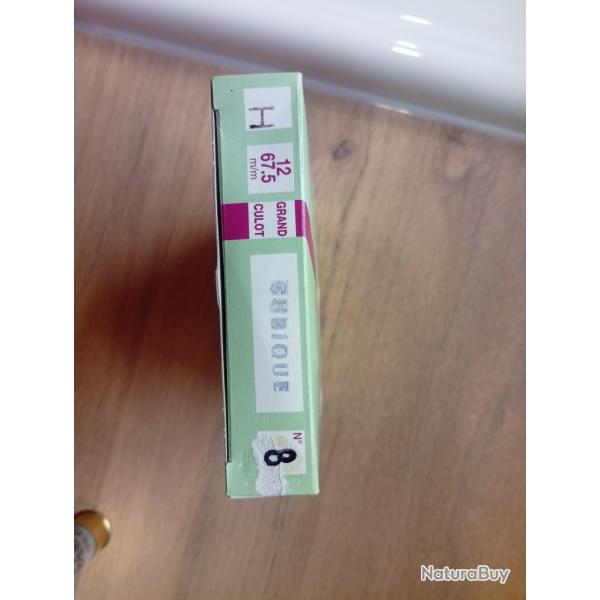 H
12
67.5
m/m
GRAND
CULOT
CUBIQUE
N°
8
NaturaBuy